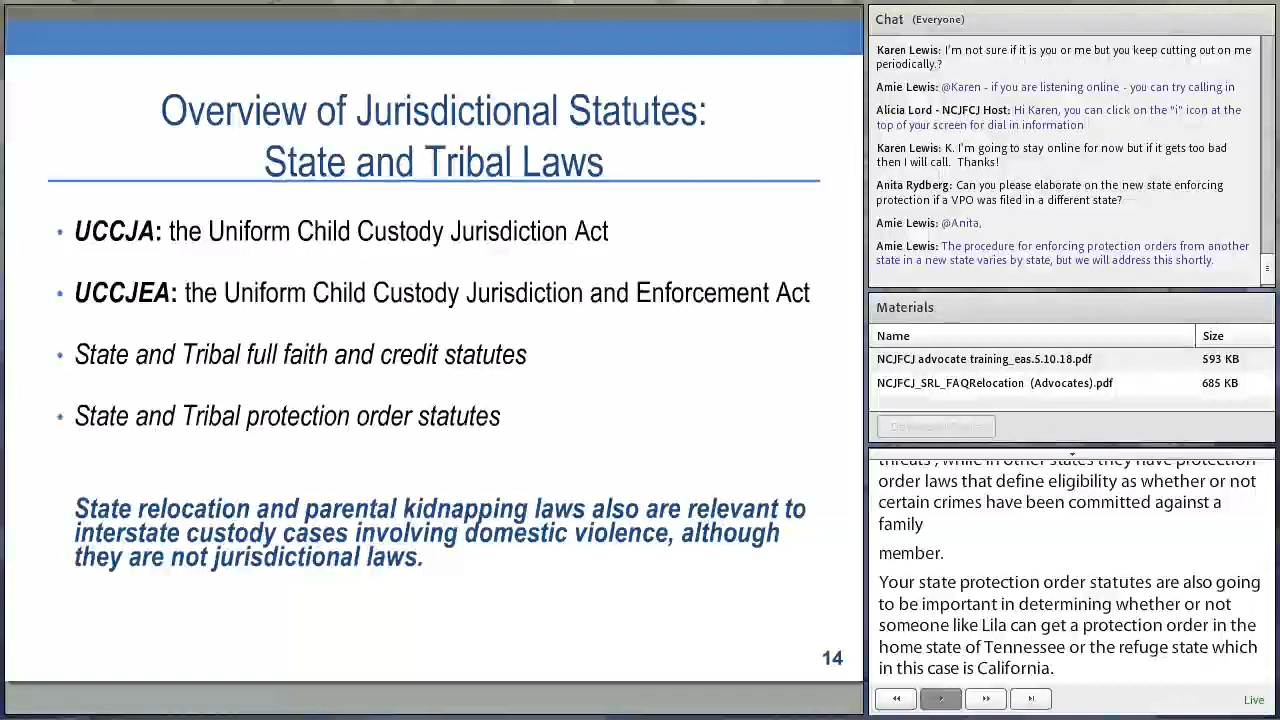 Overview of Jurisdictional Statutes:
State and Tribal Laws
• UCCJA: the Uniform Child Custody Jurisdiction Act
• UCCJEA: the Uniform Child Custody Jurisdiction and Enforcement Act
• State and Tribal full faith and credit statutes
• State and Tribal protection order statutes
State relocation and parental kidnapping laws also are relevant to
interstate custody cases involving domestic violence, although
they are not jurisdictional laws.
14
Chat (Everyone)
Karen Lewis: I'm not sure if it is you or me but you keep cutting out on me
periodically.?
Amie Lewis: @Karen - if you are listening online - you can try calling in
Alicia Lord - NCJFCJ Host: Hi Karen, you can click on the "i" icon at the
top of your screen for dial in information
Karen Lewis: K. I'm going to stay online for now but if it gets too bad
then I will call. Thanks!
Anita Rydberg: Can you please elaborate on the new state enforcing
protection if a VPO was filed in a different state?
Amie Lewis: @Anita,
Amie Lewis: The procedure for enforcing protection orders from another
state in a new state varies by state, but we will address this shortly.
Materials
Name Size
NCJFCJ advocate training_eas.5.10.18.pdf 593 KB
NCJFCJ_SRL_FAQRelocation (Advocates).pdf 685 KB
threats , while in other states they have protection
order laws that define eligibility as whether or not
certain crimes have been committed against a
family
member.
Your state protection order statutes are also going
to be important in determining whether or not
someone like Lila can get a protection order in the
home state of Tennessee or the refuge state which
in this case is California.
Live